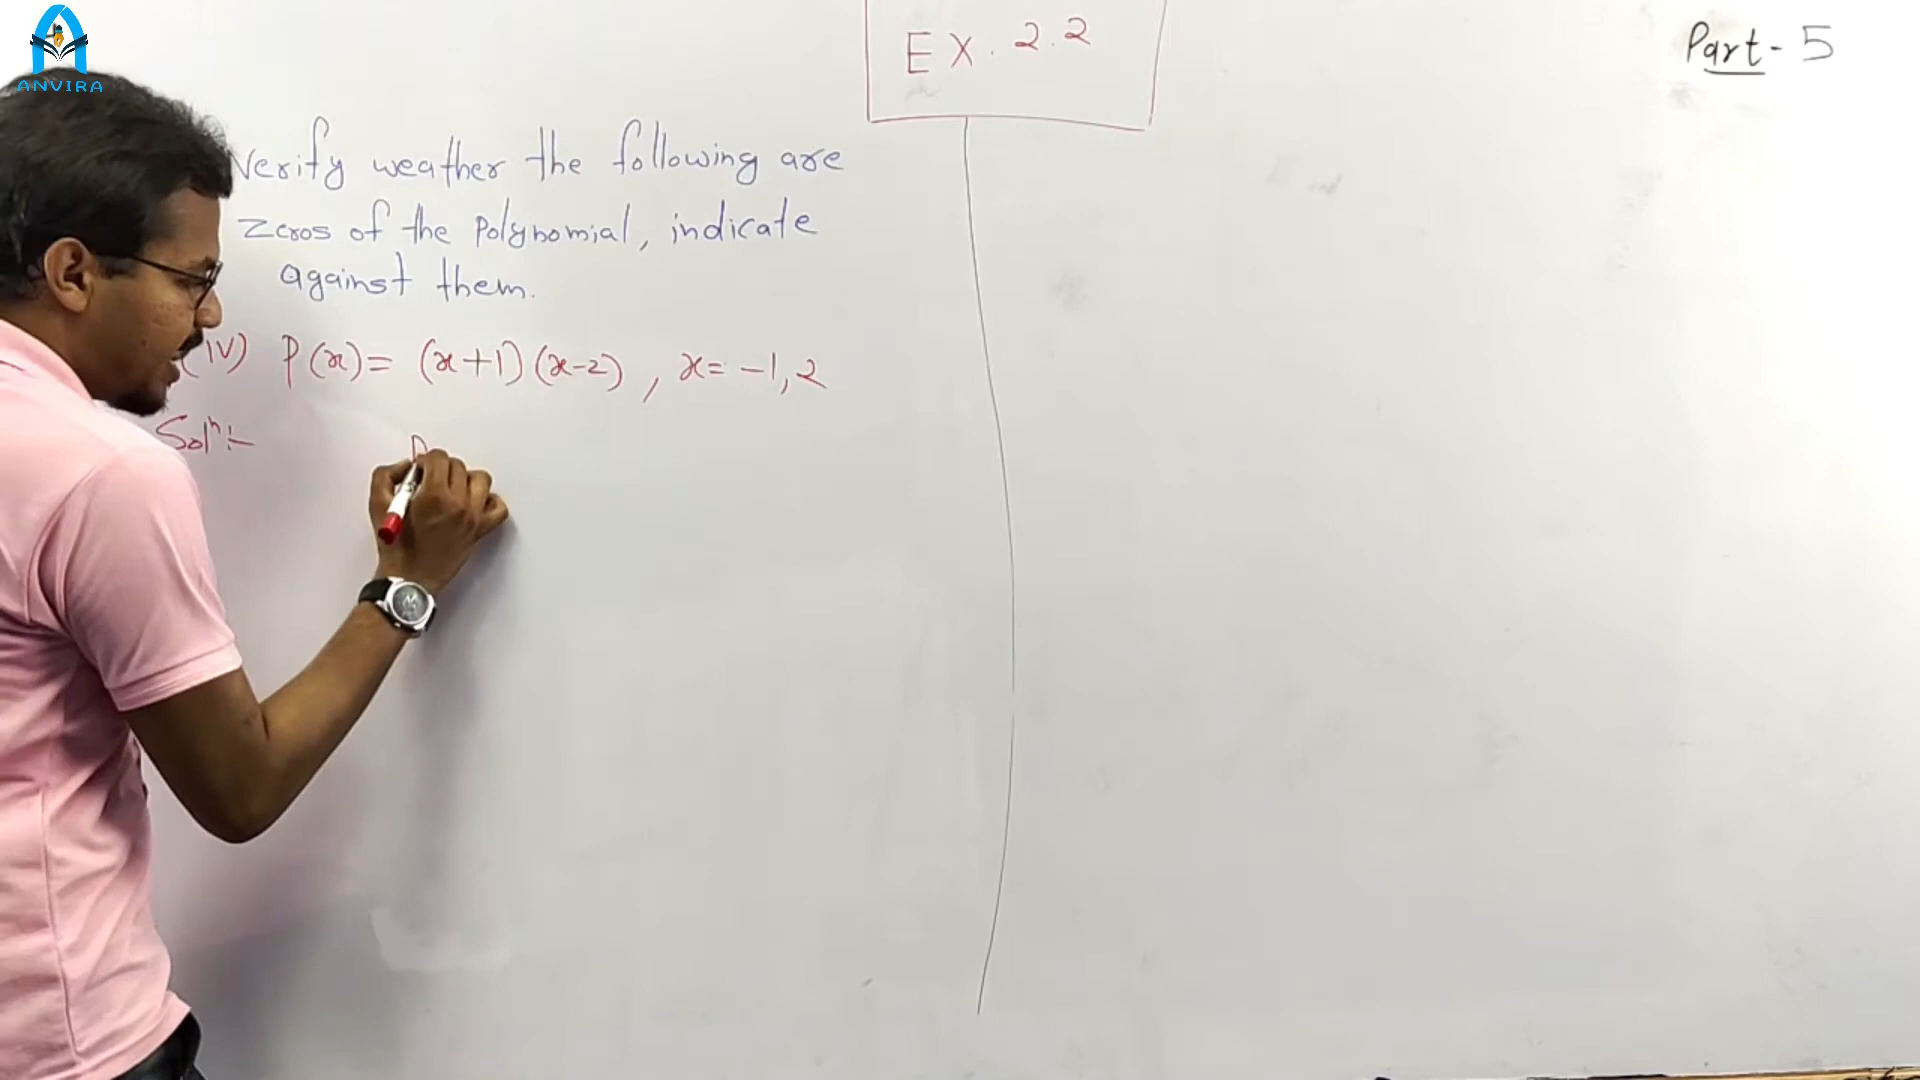 ANVIRA
EX. 2.2
Part - 5
Verify weather the following are
zeros of the Polynomial, indicate
against them.
(iv) P(x) = (x+1)(x-2), x = -1, 2
Solⁿ:-